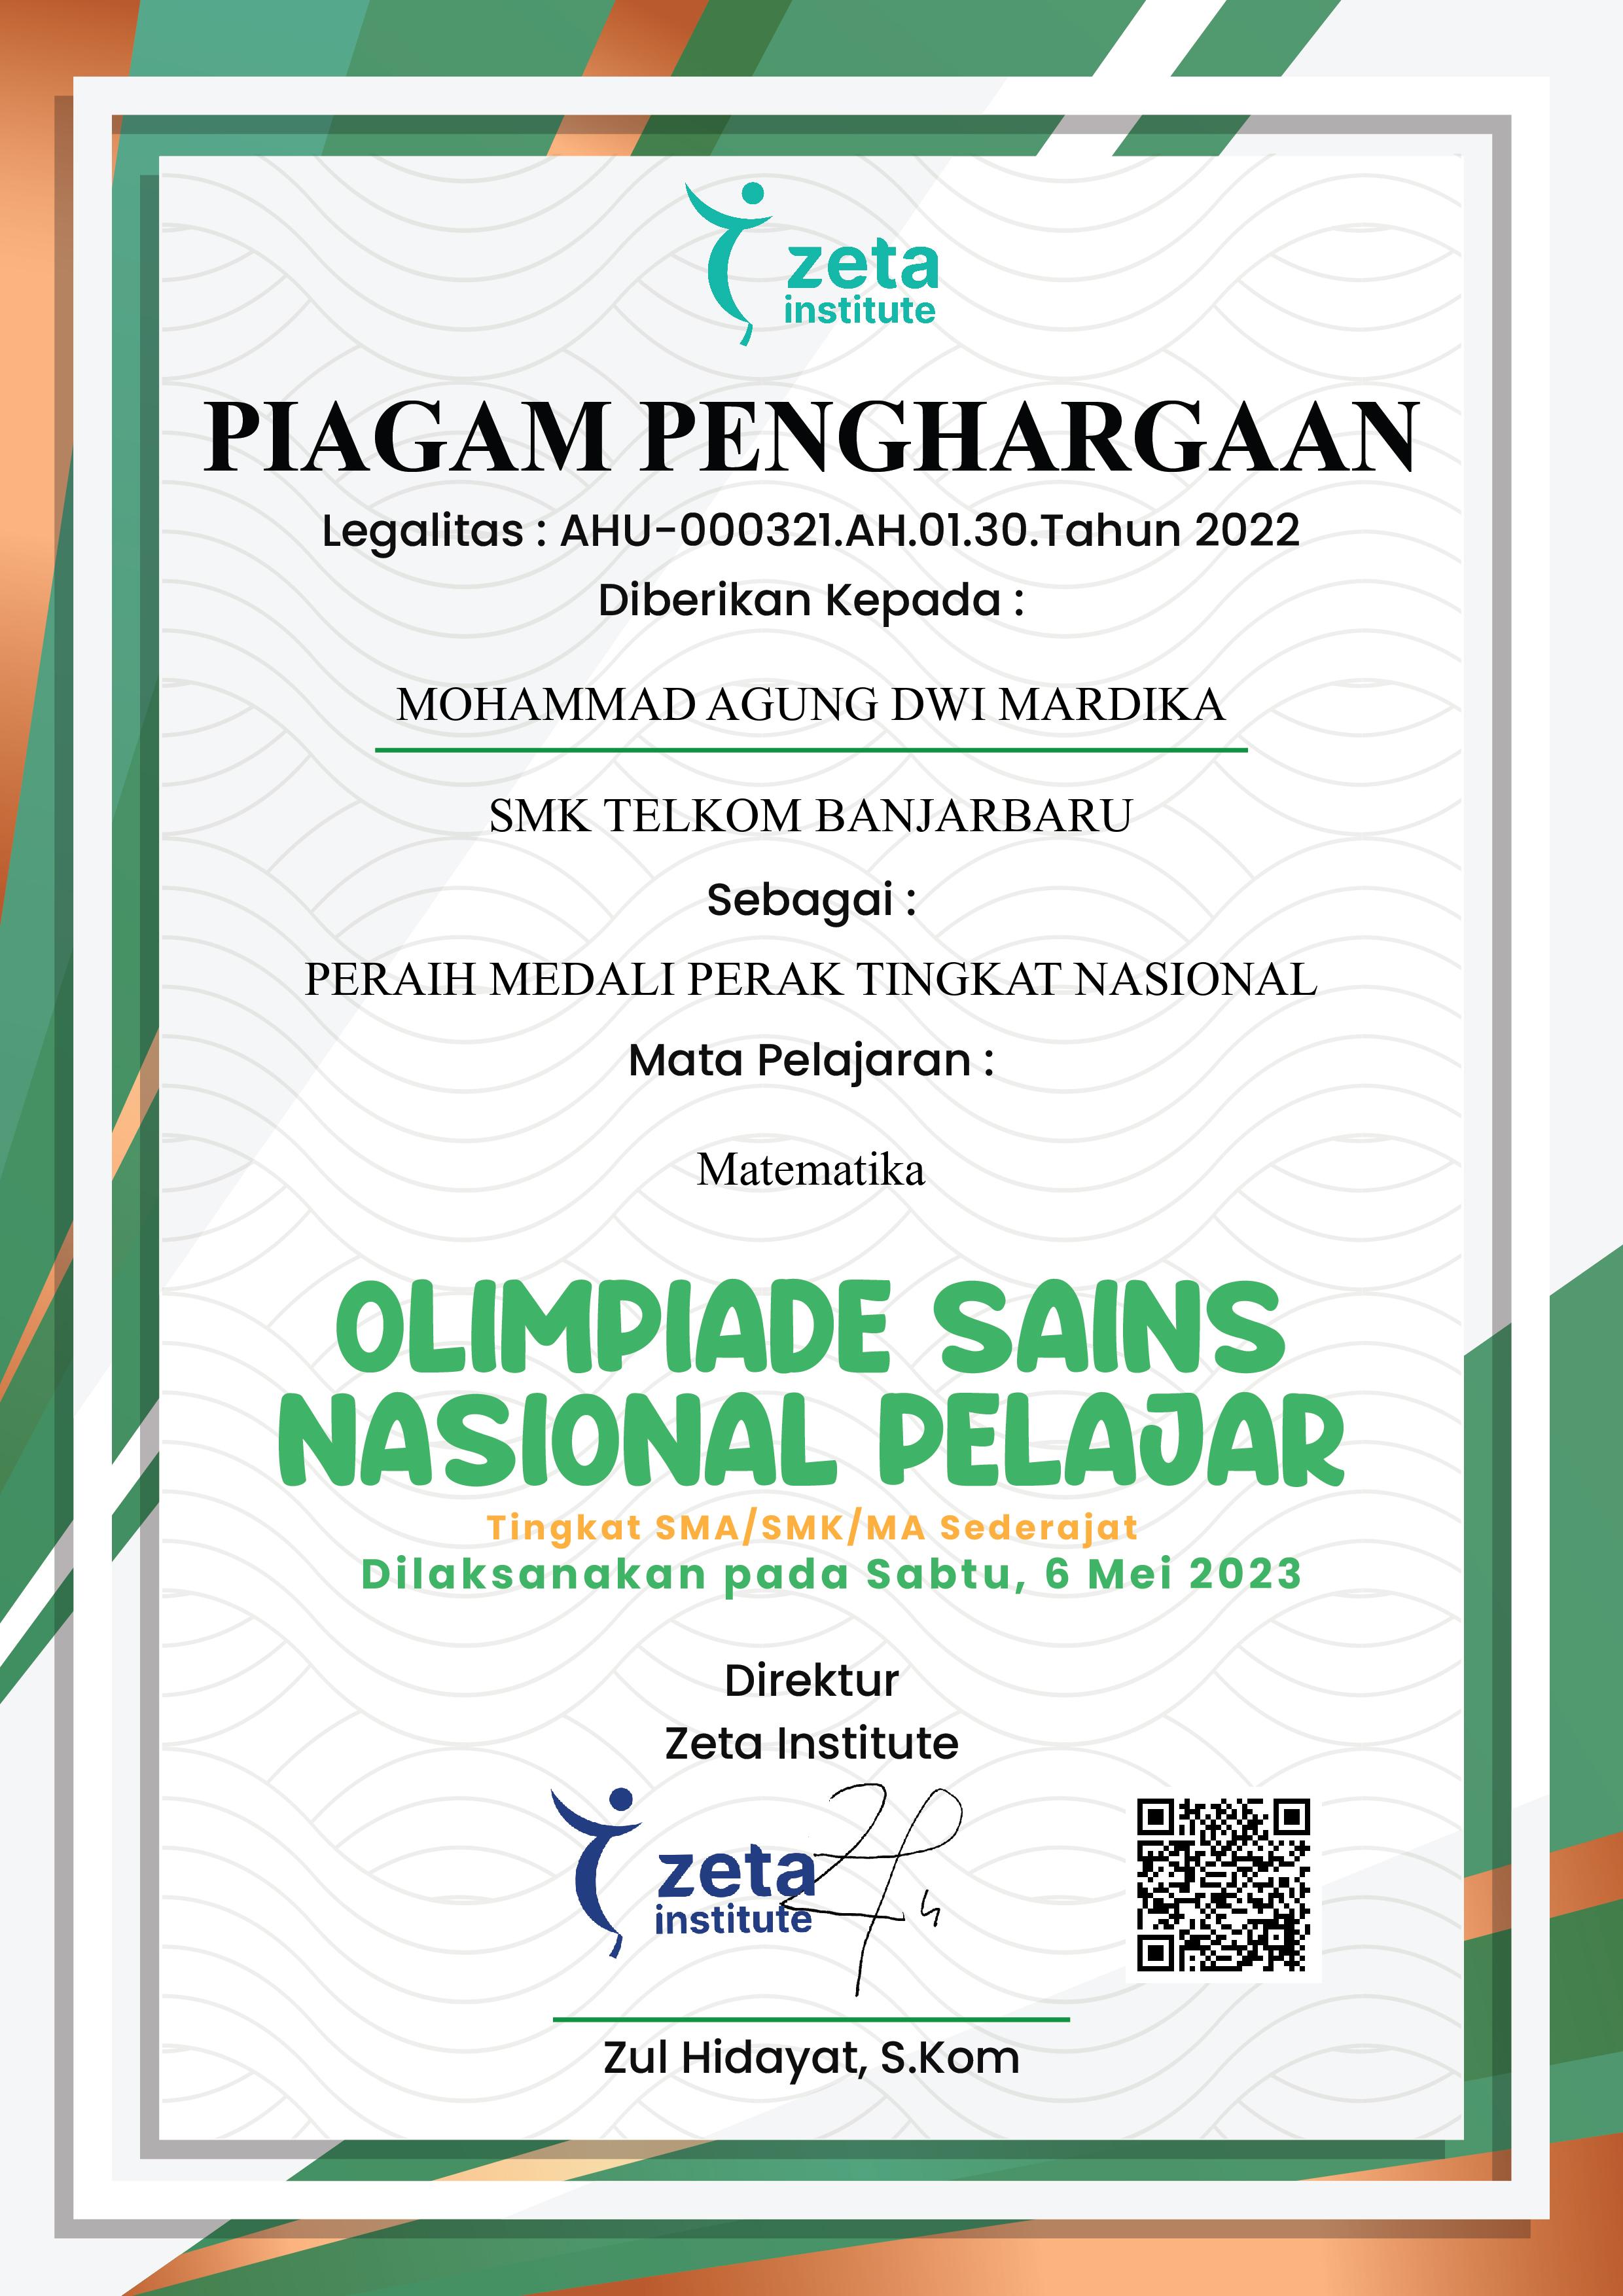 zeta
institute
PIAGAM PENGHARGAAN
Legalitas : AHU-000321.AH.01.30.Tahun 2022
Diberikan Kepada :
MOHAMMAD AGUNG DWI MARDIKA
SMK TELKOM BANJARBARU
Sebagai :
PERAIH MEDALI PERAK TINGKAT NASIONAL
Mata Pelajaran :
Matematika
OLIMPIADE SAINS
NASIONAL PELAJAR
Tingkat SMA/SMK/MA Sederajat
Dilaksanakan pada Sabtu, 6 Mei 2023
Direktur
Zeta Institute
zeta
institute
Zul Hidayat, S.Kom